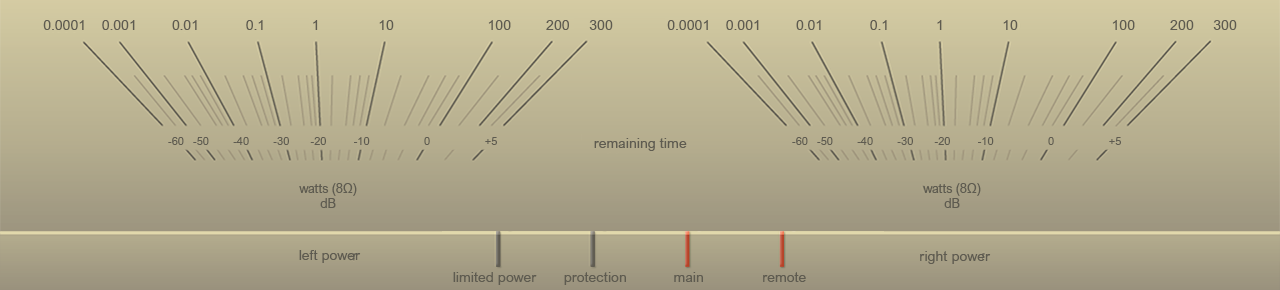 0.0001 0.001 0.01 0.1 1 10 100 200 300 0.0001 0.001 0.01 0.1 1 10 100 200 300
-60 -50 -40 -30 -20 -10 0 +5 remaining time -60 -50 -40 -30 -20 -10 0 +5
watts (8Ω) watts (8Ω)
dB dB
left power right power
limited power protection main remote